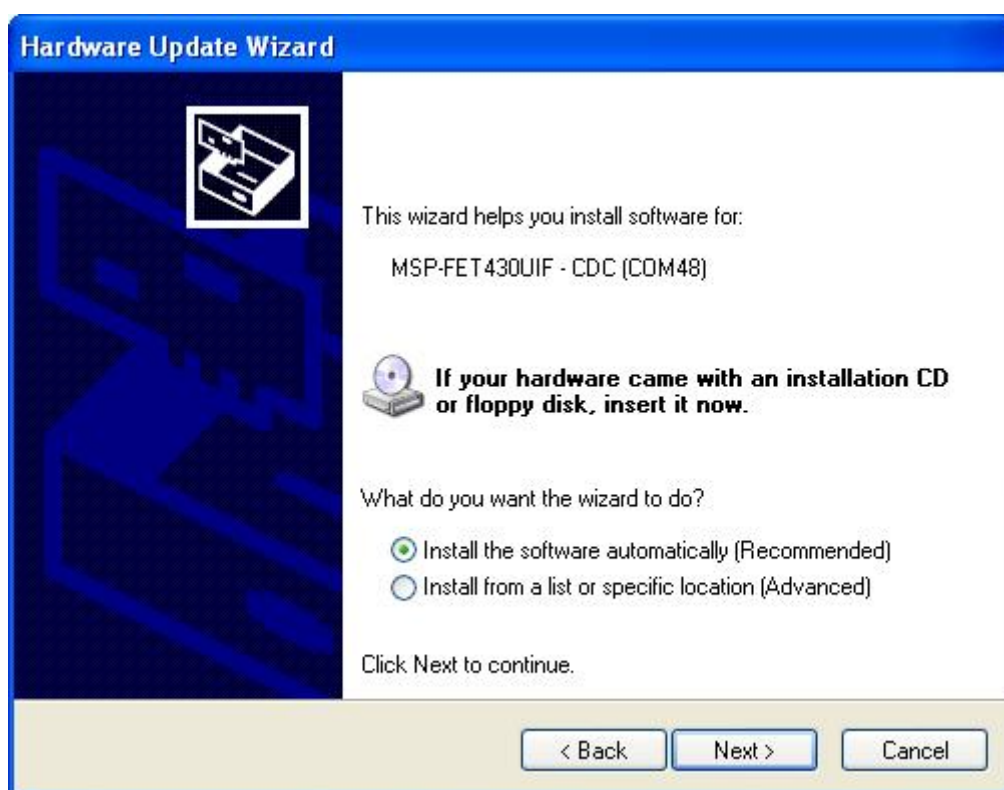 Hardware Update Wizard
This wizard helps you install software for:
MSP-FET430UIF - CDC (COM48)
If your hardware came with an installation CD
or floppy disk, insert it now.
What do you want the wizard to do?
Install the software automatically (Recommended)
Install from a list or specific location (Advanced)
Click Next to continue.
< Back Next > Cancel